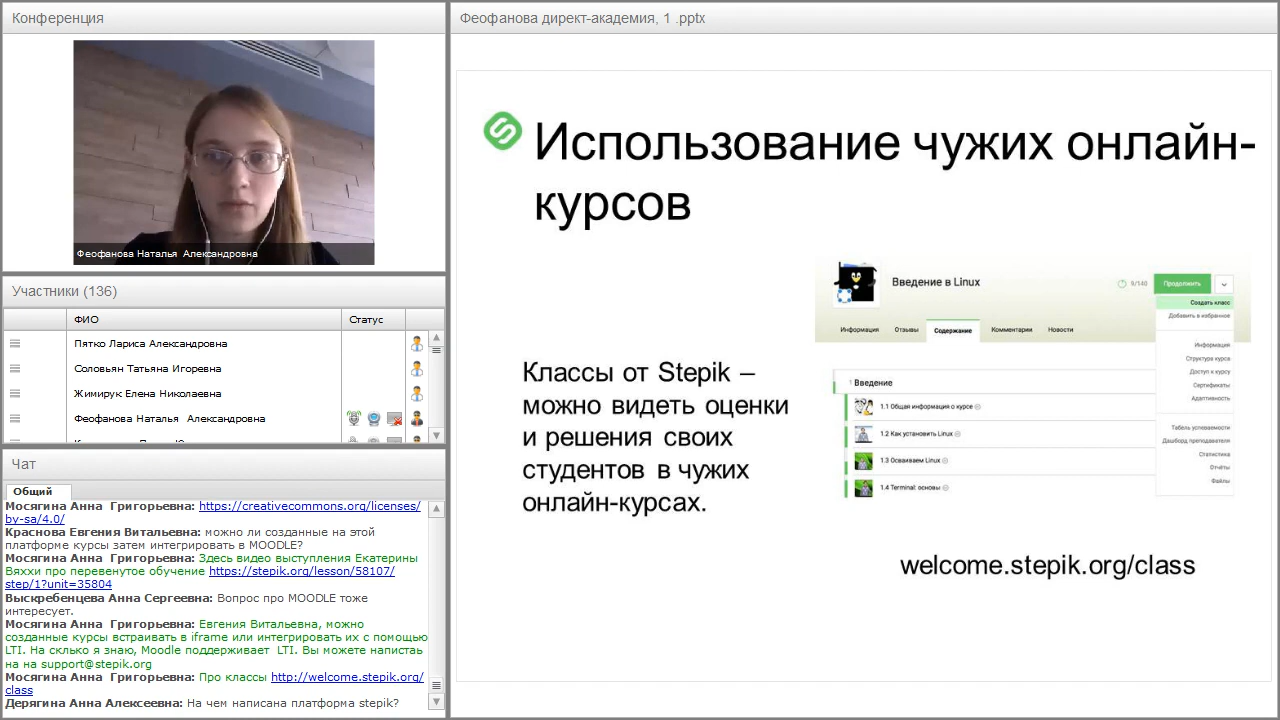 Конференция
Феофанова Наталья  Александровна
Участники (136)
ФИО
Статус
Пятко Лариса Александровна
Соловьян Татьяна Игоревна
Жимирук Елена Николаевна
Феофанова Наталья  Александровна
Чат
Общий
Мосягина Анна  Григорьевна: https://creativecommons.org/licenses/
by-sa/4.0/
Краснова Евгения Витальевна: можно ли созданные на этой
платформе курсы затем интегрировать в MOODLE?
Мосягина Анна  Григорьевна: Здесь видео выступления Екатерины
Вяххи про перевенутое обучение https://stepik.org/lesson/58107/
step/1?unit=35804
Выскребенцева Анна Сергеевна: Вопрос про MOODLE тоже
интересует.
Мосягина Анна  Григорьевна: Евгения Витальевна, можно
созданные курсы встраивать в iframe или интегрировать их с помощью
LTI. На скλько я знаю, Moodle поддерживает  LTI. Вы можете напистаь
на на support@stepik.org
Мосягина Анна  Григорьевна: Про классы http://welcome.stepik.org/
class
Дерягина Анна Алексеевна: На чем написана платформа stepik?
Феофанова директ-академия, 1 .pptx
Использование чужих онлайн-
курсов
Классы от Stepik –
можно видеть оценки
и решения своих
студентов в чужих
онлайн-курсах.
Введение в Linux
9/140
Продолжить
Создать класс
Добавить в избранное
Информация
Отзывы
Содержание
Комментарии
Новости
Информация
Структура курса
Доступ к курсу
Сертификаты
Адаптивность
Табель успеваемости
Дашборд преподавателя
Статистика
Отчёты
Файлы
1 Введение
1.1 Общая информация о курсе
1.2 Как установить Linux
1.3 Осваиваем Linux
1.4 Terminal: основы
welcome.stepik.org/class